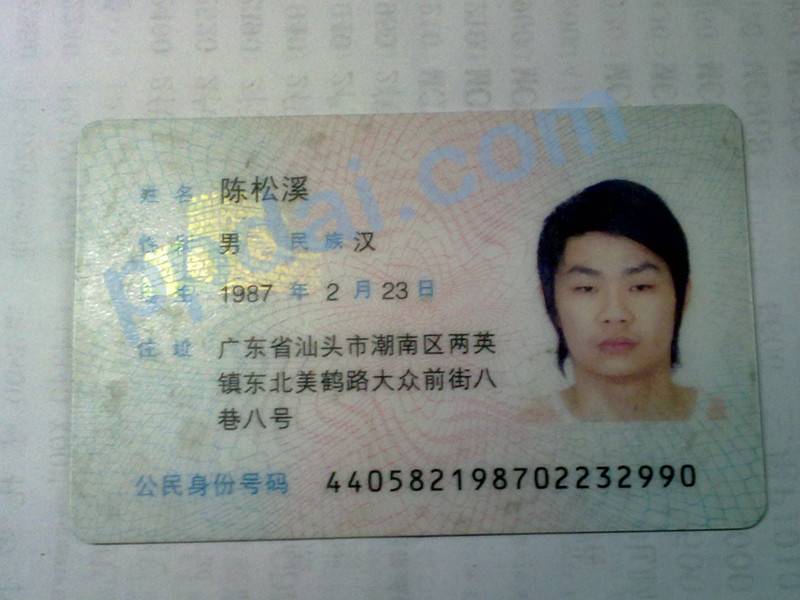 姓名 陈松溪
性别 男 民族 汉
出生 1987 年 2 月 23 日
住址 广东省汕头市潮南区两英
镇东北美鹤路大众前街八
巷八号
公民身份号码 440582198702232990
ppdai.com